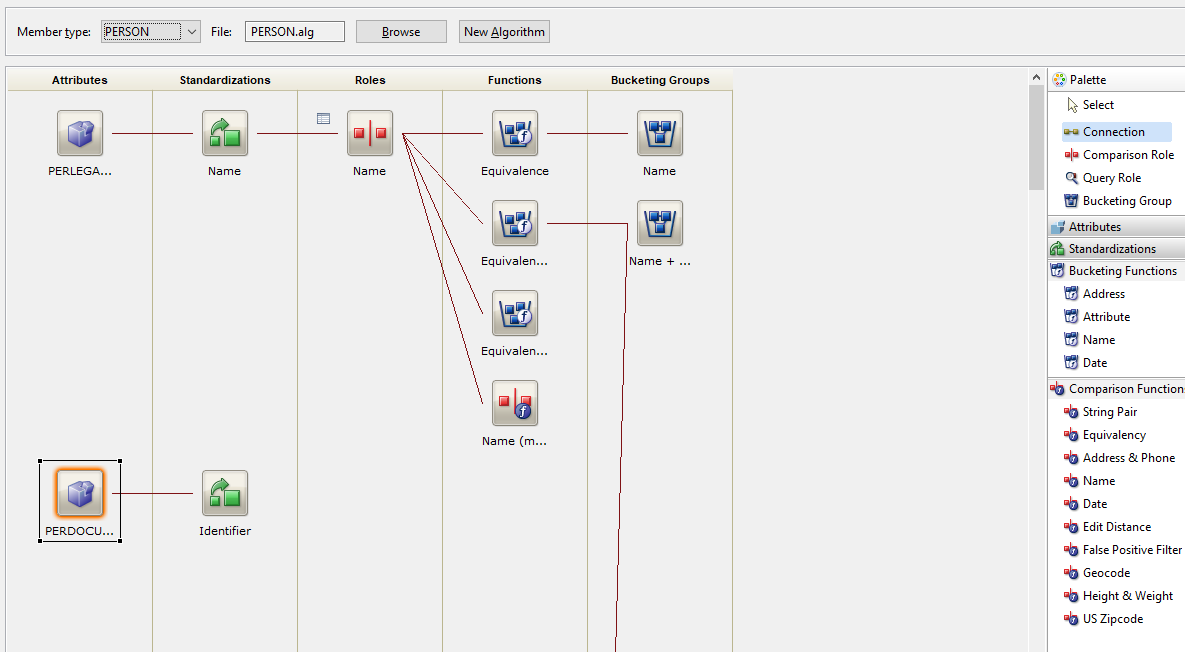 Member type: PERSON File: PERSON.alg Browse New Algorithm
Attributes Standardizations Roles Functions Bucketing Groups
PERLEGA... Name Name Equivalence Name
Equivalen... Name + ...
Equivalen...
Name (m...
PERDOCU... Identifier
Palette
Select
Connection
Comparison Role
Query Role
Bucketing Group
Attributes
Standardizations
Bucketing Functions
Address
Attribute
Name
Date
Comparison Function
String Pair
Equivalency
Address & Phone
Name
Date
Edit Distance
False Positive Filter
Geocode
Height & Weight
US Zipcode